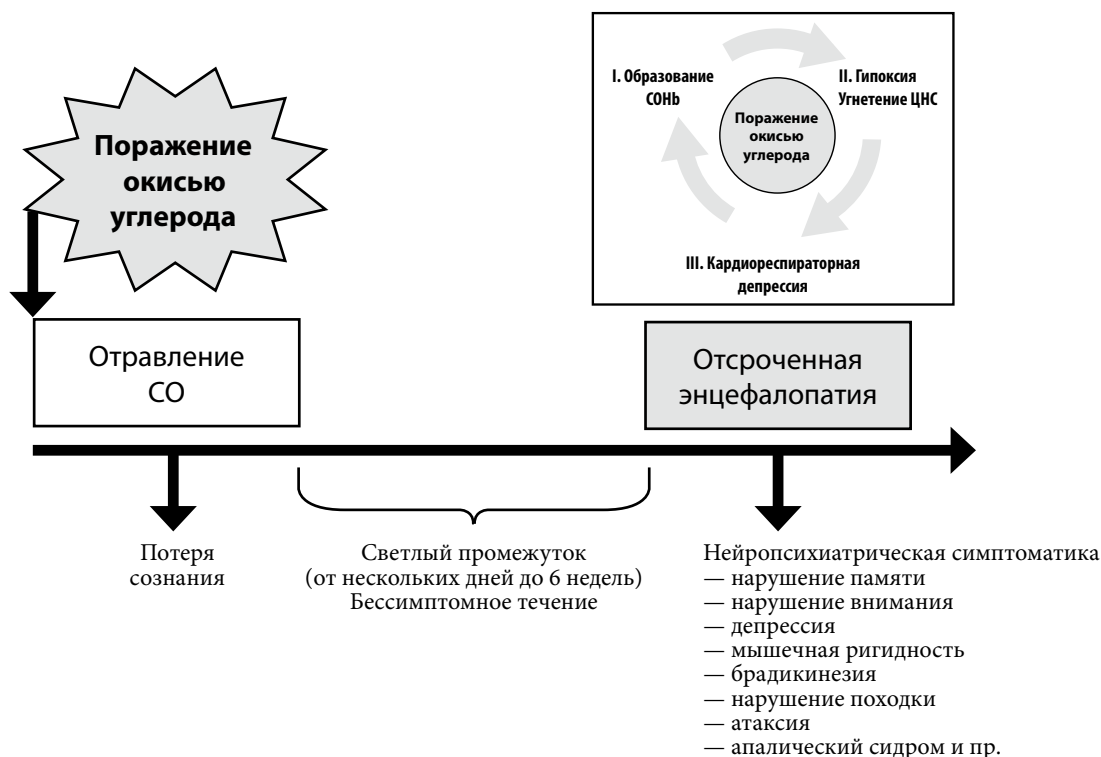 Поражение
окисью
углерода
I. Образование
COHb
II. Гипоксия
Угнетение ЦНС
Поражение
окисью
углерода
III. Кардиореспираторная
депрессия
Отравление
CO
Отсроченная
энцефалопатия
Потеря
сознания
Светлый промежуток
(от нескольких дней до 6 недель)
Бессимптомное течение
Нейропсихиатрическая симптоматика
— нарушение памяти
— нарушение внимания
— депрессия
— мышечная ригидность
— брадикинезия
— нарушение походки
— атаксия
— апалический сидром и пр.